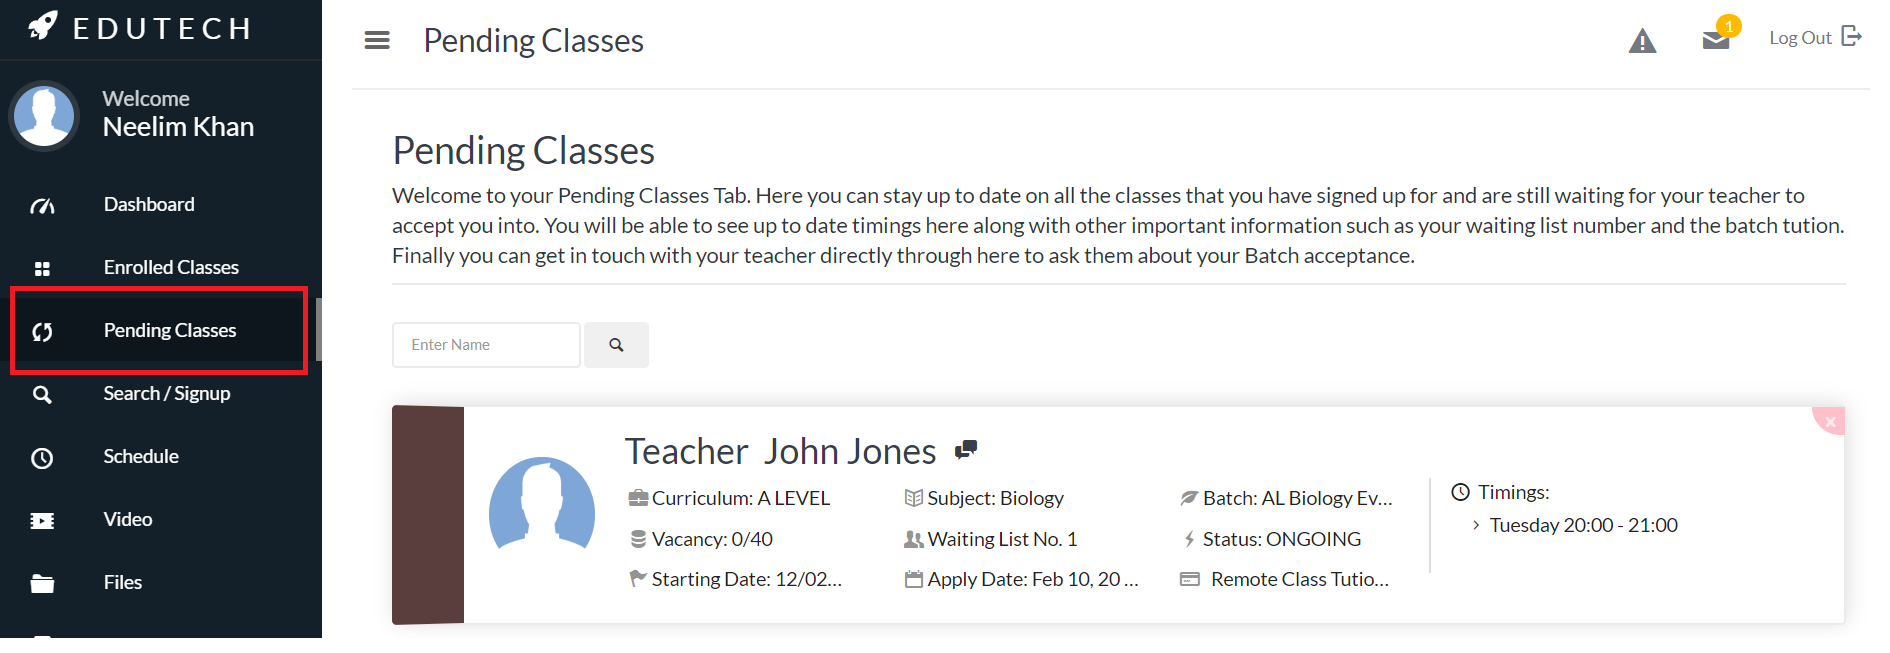 EDUTECH
Welcome
Neelim Khan
Dashboard
Enrolled Classes
Pending Classes
Search / Signup
Schedule
Video
Files
Pending Classes
1
Log Out
Pending Classes
Welcome to your Pending Classes Tab. Here you can stay up to date on all the classes that you have signed up for and are still waiting for your teacher to
accept you into. You will be able to see up to date timings here along with other important information such as your waiting list number and the batch tution.
Finally you can get in touch with your teacher directly through here to ask them about your Batch acceptance.
Enter Name
Teacher John Jones
Curriculum: A LEVEL
Subject: Biology
Batch: AL Biology Ev...
Vacancy: 0/40
Waiting List No. 1
Status: ONGOING
Starting Date: 12/02...
Apply Date: Feb 10, 20 ...
Remote Class Tutio...
Timings:
Tuesday 20:00 - 21:00